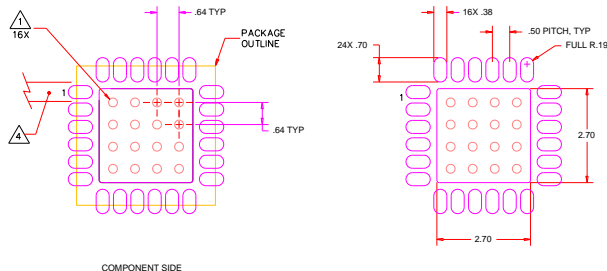 1
16X
.64 TYP
PACKAGE
OUTLINE
1
4
.64 TYP
COMPONENT SIDE
16X .38
.50 PITCH, TYP
24X .70
FULL R.19
1
2.70
2.70